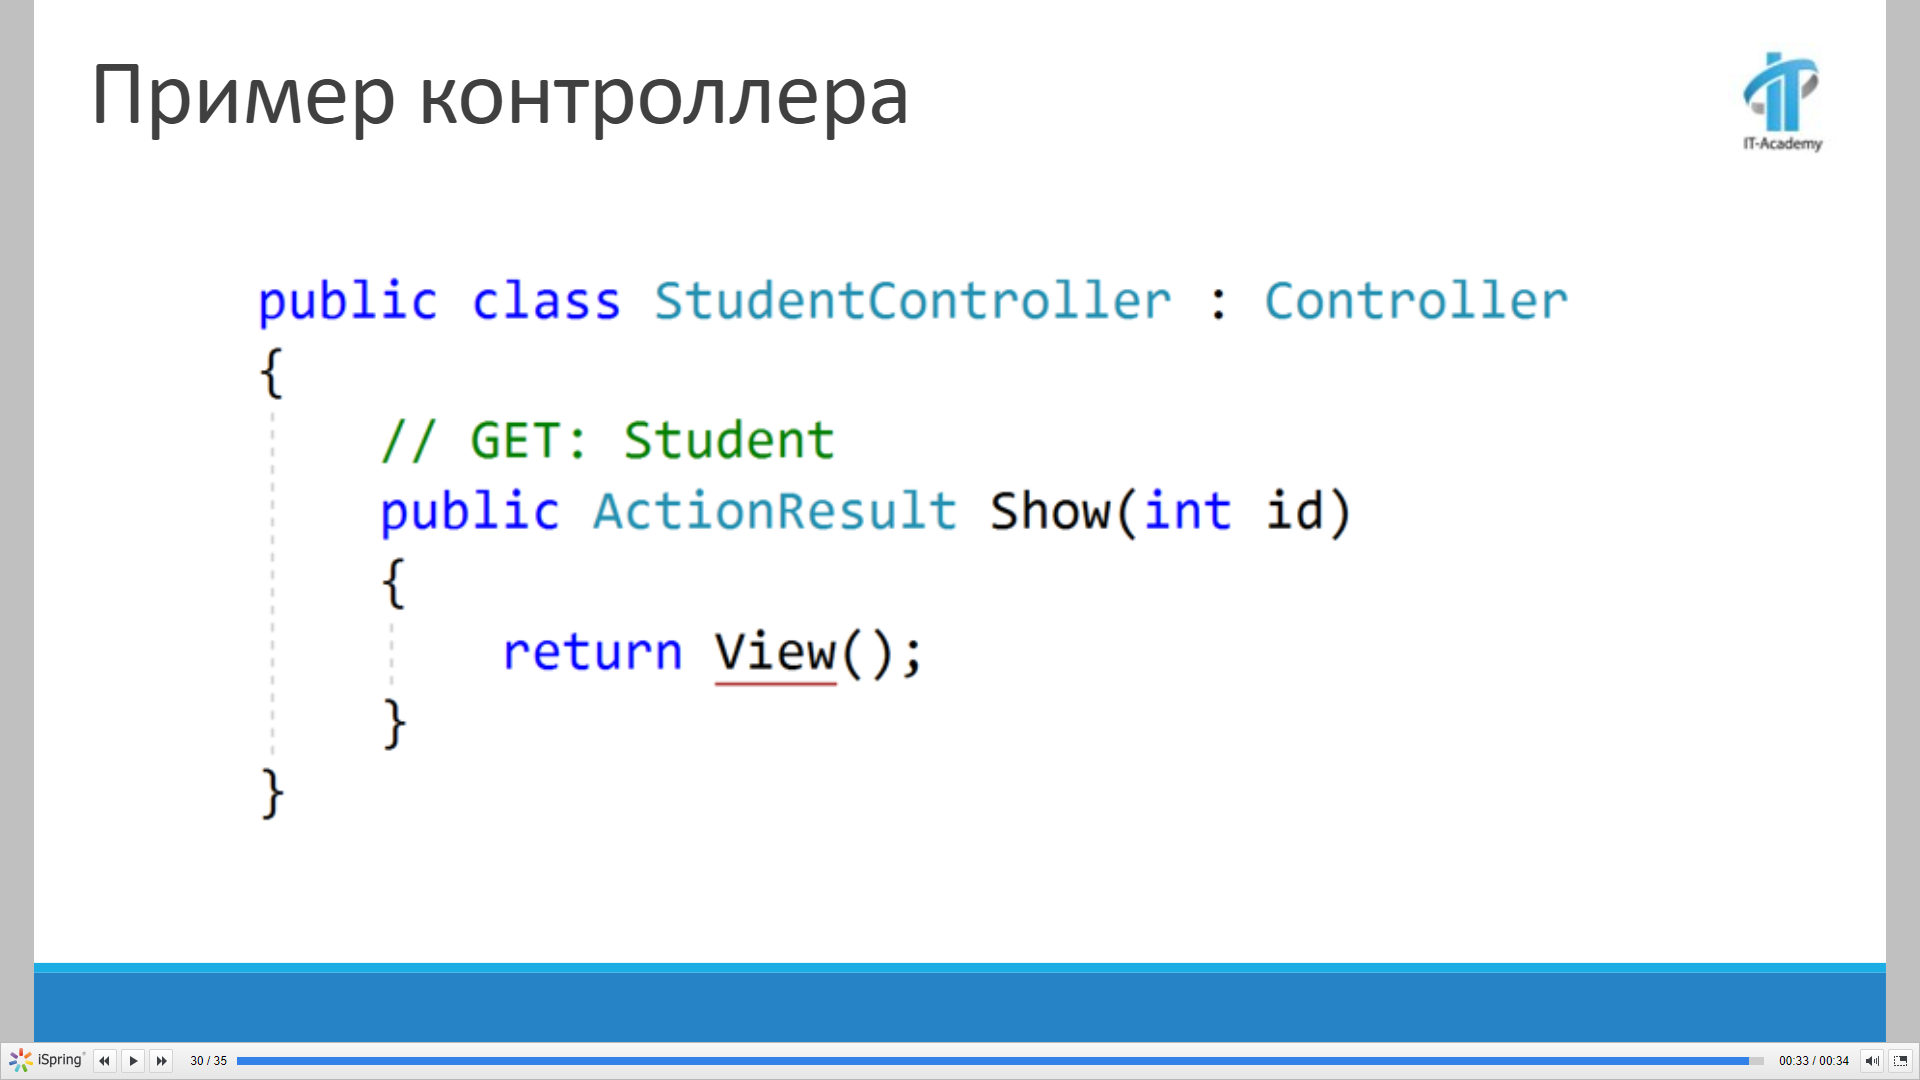 Пример контроллера
IT-Academy
public class StudentController : Controller
{
// GET: Student
public ActionResult Show(int id)
{
return View();
}
}
iSpring
30 / 35
00:33 / 00:34